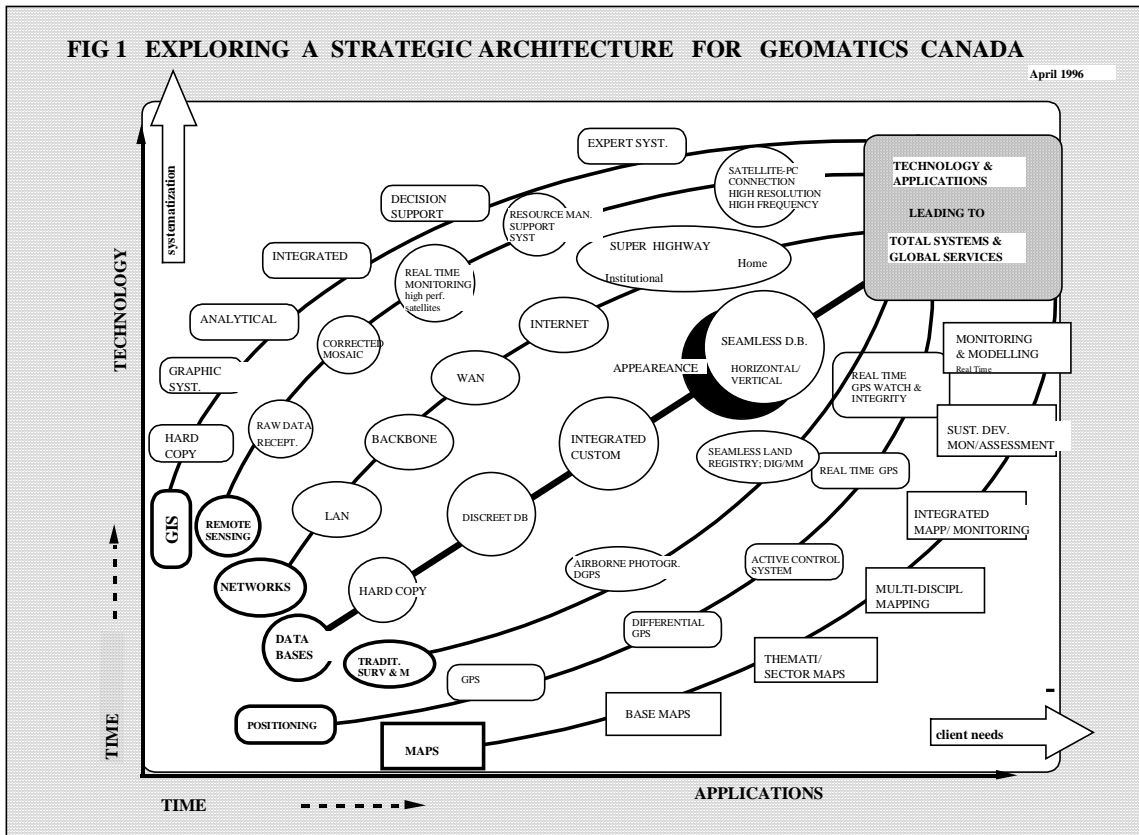 FIG 1 EXPLORING A STRATEGIC ARCHITECTURE FOR GEOMATICS CANADA
April 1996
systematization
TECHNOLOGY
TIME
EXPERT SYST.
DECISION
SUPPORT
INTEGRATED
ANALYTICAL
GRAPHIC
SYST.
HARD
COPY
GIS
SATELLITE-PC
CONNECTION
HIGH RESOLUTION
HIGH FREQUENCY
RESOURCE MAN.
SUPPORT
SYST
REAL TIME
MONITORING
high perf.
satellites
CORRECTED
MOSAIC
RAW DATA
RECEPT.
REMOTE
SENSING
SUPER HIGHWAY
Home
Institutional
INTERNET
WAN
BACKBONE
LAN
NETWORKS
TECHNOLOGY &
APPLICATIIONS
LEADING TO
TOTAL SYSTEMS &
GLOBAL SERVICES
SEAMLESS D.B.
HORIZONTAL/
VERTICAL
APPEAREANCE
INTEGRATED
CUSTOM
DISCREET DB
HARD COPY
DATA
BASES
SEAMLESS LAND
REGISTRY; DIG/MM
AIRBORNE PHOTOGR.
DGPS
TRADIT.
SURV & M
REAL TIME
GPS WATCH &
INTEGRITY
REAL TIME GPS
ACTIVE CONTROL
SYSTEM
DIFFERENTIAL
GPS
GPS
POSITIONING
MONITORING
& MODELLING
Real Time
SUST. DEV.
MON/ASSESSMENT
INTEGRATED
MAPP/ MONITORING
MULTI-DISCIPL
MAPPING
THEMATI/
SECTOR MAPS
BASE MAPS
MAPS
client needs
TIME
APPLICATIONS